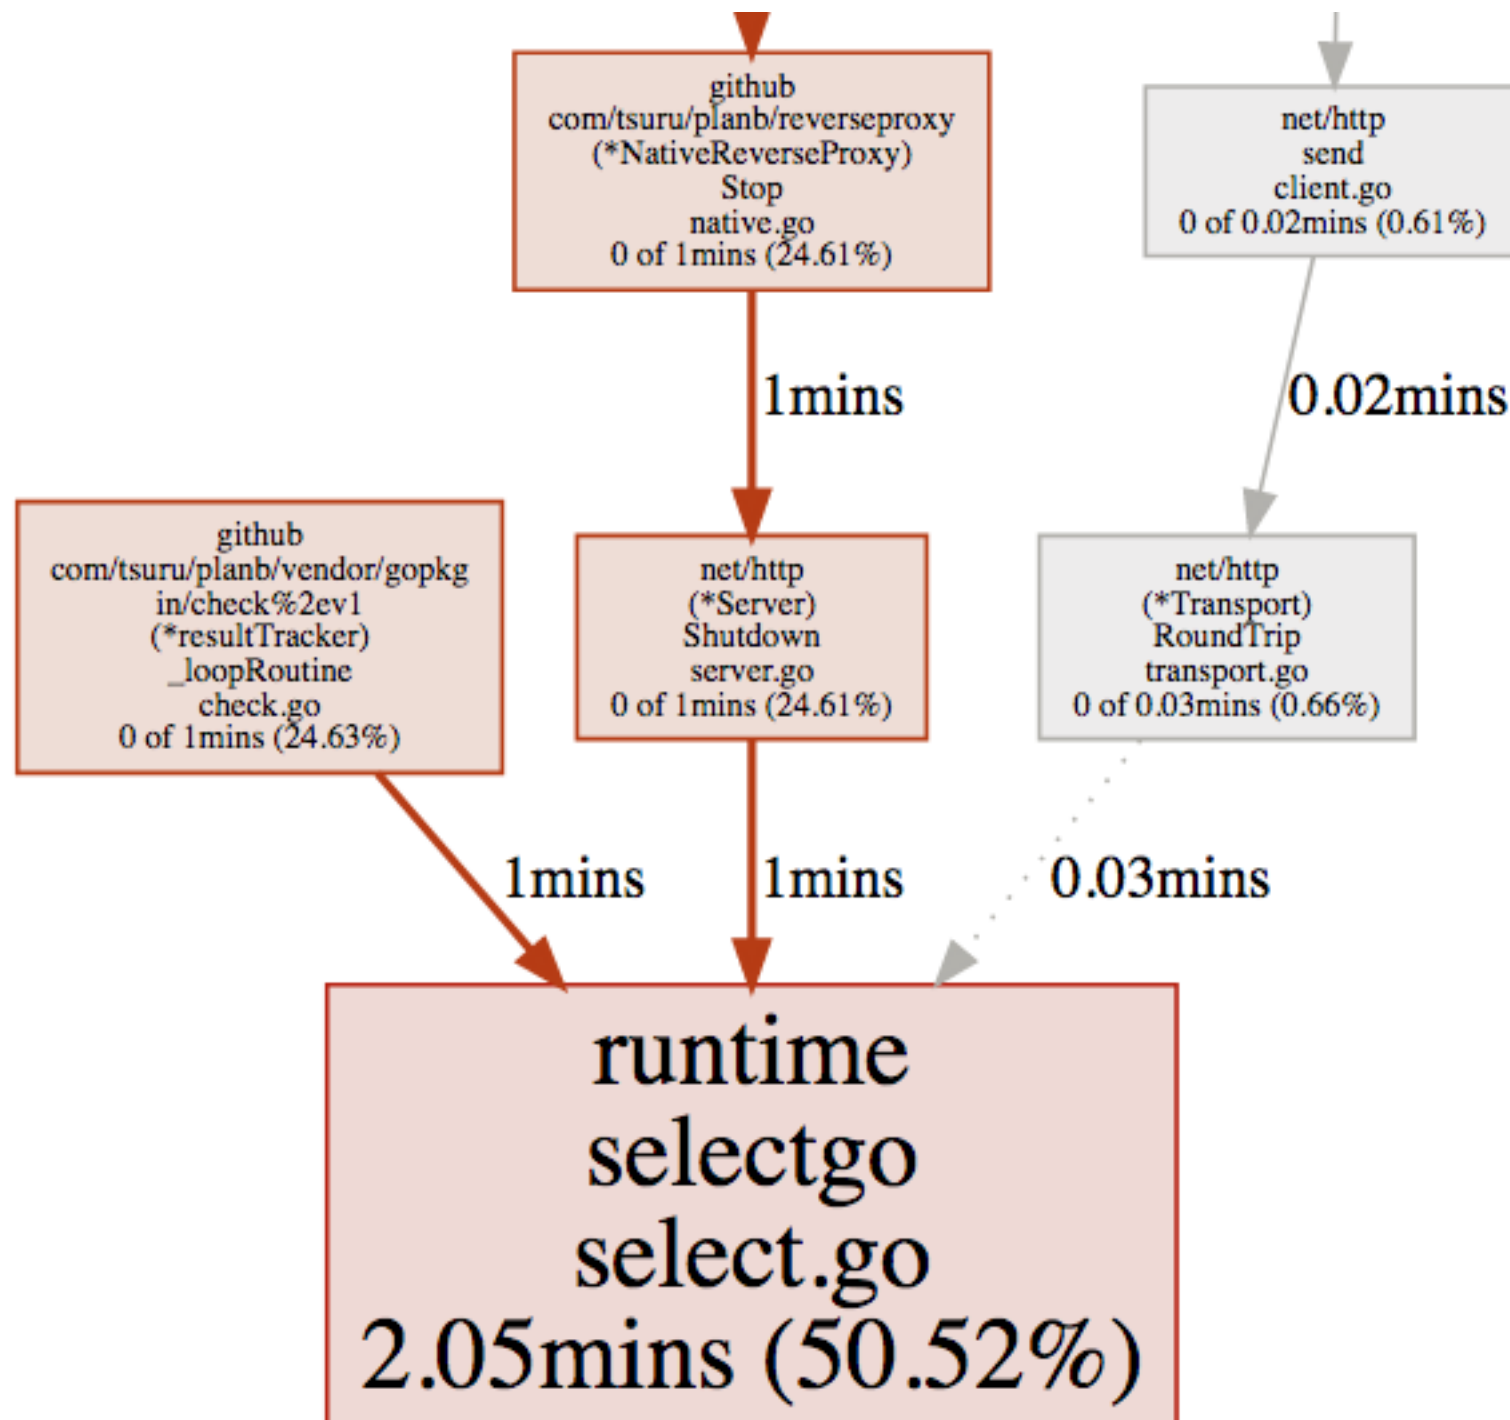 github
com/tsuru/planb/reverseproxy
(*NativeReverseProxy)
Stop
native.go
0 of 1mins (24.61%)
net/http
send
client.go
0 of 0.02mins (0.61%)
1mins
0.02mins
github
com/tsuru/planb/vendor/gopkg
in/check%2ev1
(*resultTracker)
_loopRoutine
check.go
0 of 1mins (24.63%)
net/http
(*Server)
Shutdown
server.go
0 of 1mins (24.61%)
net/http
(*Transport)
RoundTrip
transport.go
0 of 0.03mins (0.66%)
1mins
1mins
0.03mins
runtime
selectgo
select.go
2.05mins (50.52%)